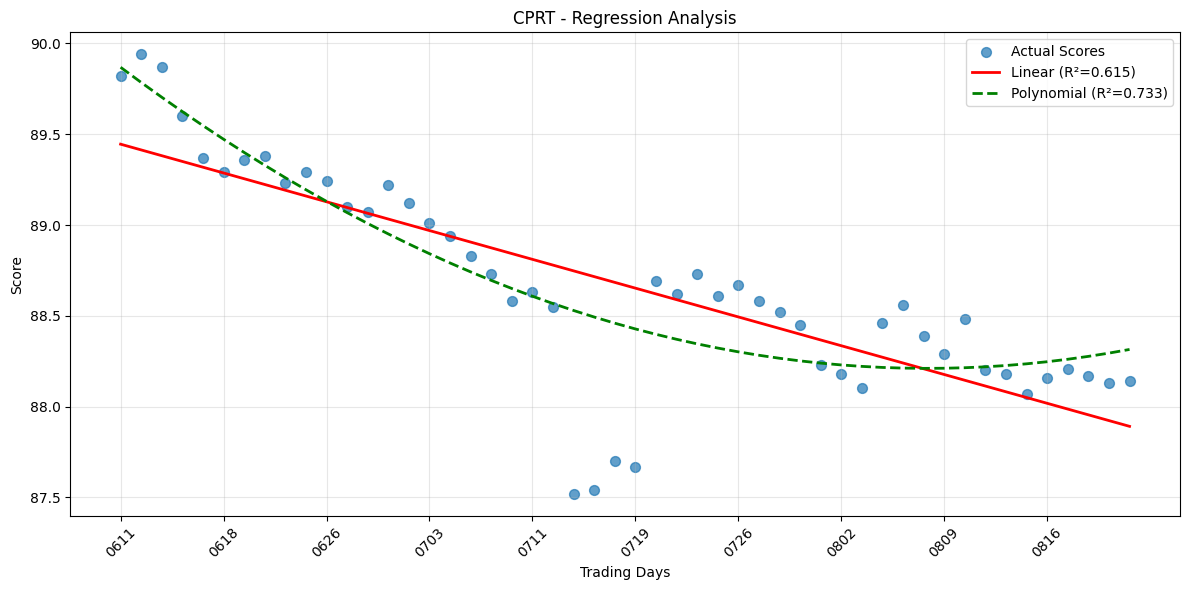 CPRT - Regression Analysis
Actual Scores
Linear (R²=0.615)
Polynomial (R²=0.733)
90.0
89.5
89.0
88.5
88.0
87.5
Score
0611
0618
0626
0703
0711
0719
0726
0802
0809
0816
Trading Days